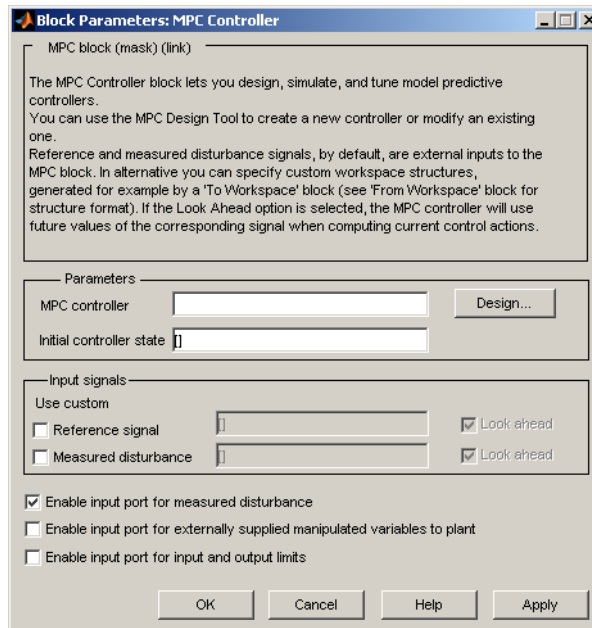 Block Parameters: MPC Controller
MPC block (mask) (link)
The MPC Controller block lets you design, simulate, and tune model predictive
controllers.
You can use the MPC Design Tool to create a new controller or modify an existing
one.
Reference and measured disturbance signals, by default, are external inputs to the
MPC block. In alternative you can specify custom workspace structures,
generated for example by a 'To Workspace' block (see 'From Workspace' block for
structure format). If the Look Ahead option is selected, the MPC controller will use
future values of the corresponding signal when computing current control actions.
Parameters
MPC controller
Design...
Initial controller state []
Input signals
Use custom
Reference signal [] Look ahead
Measured disturbance [] Look ahead
Enable input port for measured disturbance
Enable input port for externally supplied manipulated variables to plant
Enable input port for input and output limits
OK Cancel Help Apply